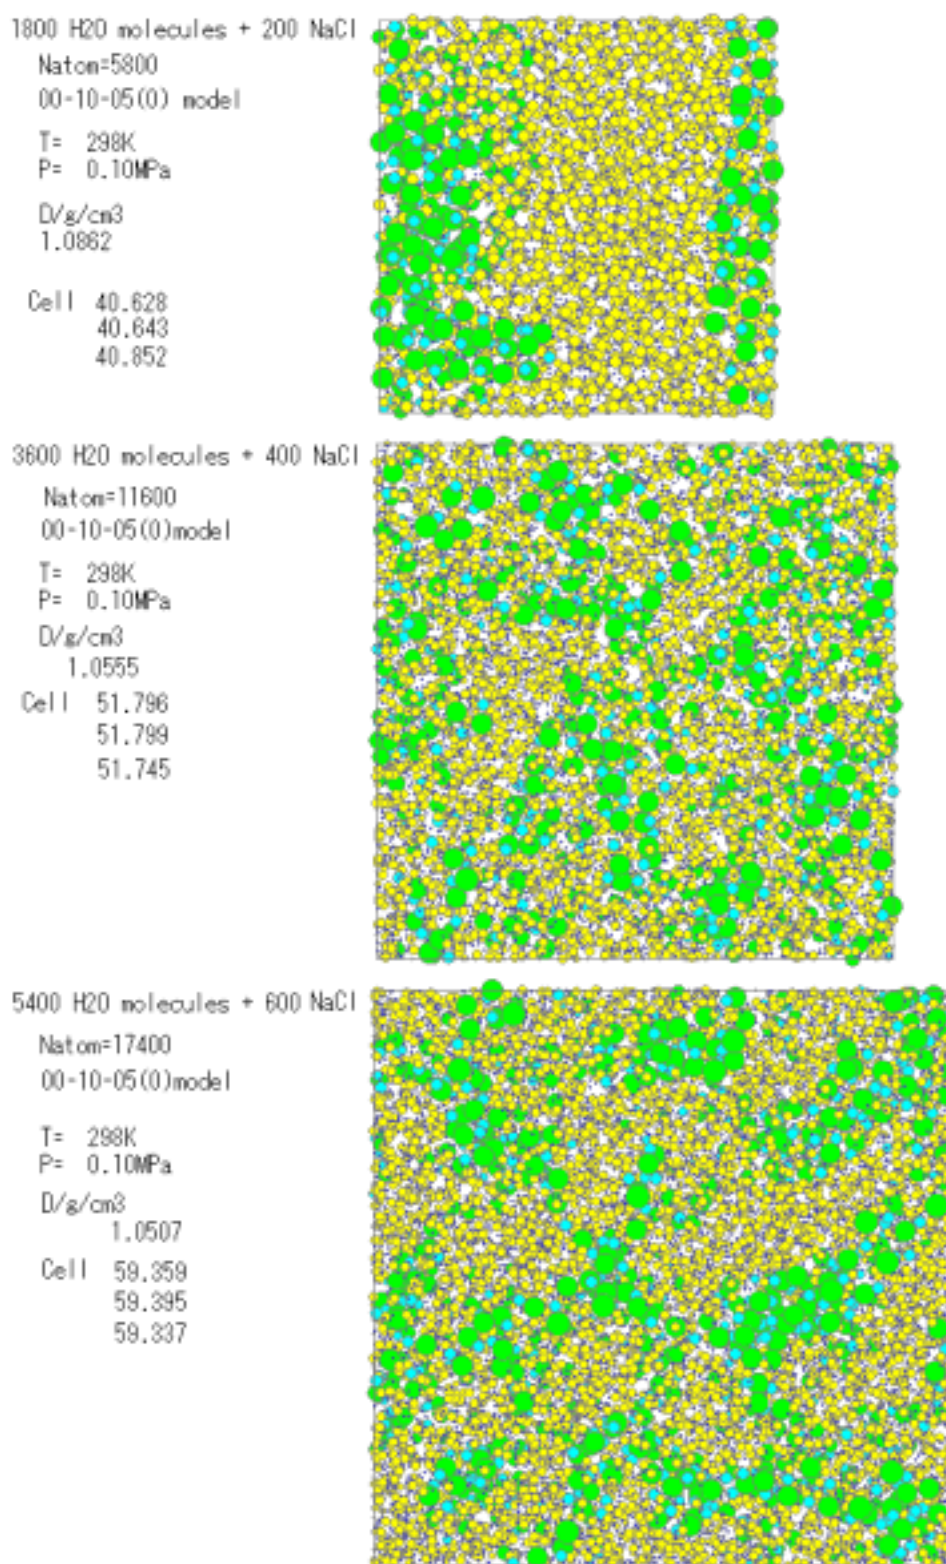 1800 H2O molecules + 200 NaCl
Natom=5800
00-10-05(0) model
T= 298K
P= 0.10MPa
D/g/cm3
1.0862
Cell 40.628
40.643
40.852
3600 H2O molecules + 400 NaCl
Natom=11600
00-10-05(0)model
T= 298K
P= 0.10MPa
D/g/cm3
1.0555
Cell 51.796
51.799
51.745
5400 H2O molecules + 600 NaCl
Natom=17400
00-10-05(0)model
T= 298K
P= 0.10MPa
D/g/cm3
1.0507
Cell 59.359
59.395
59.337